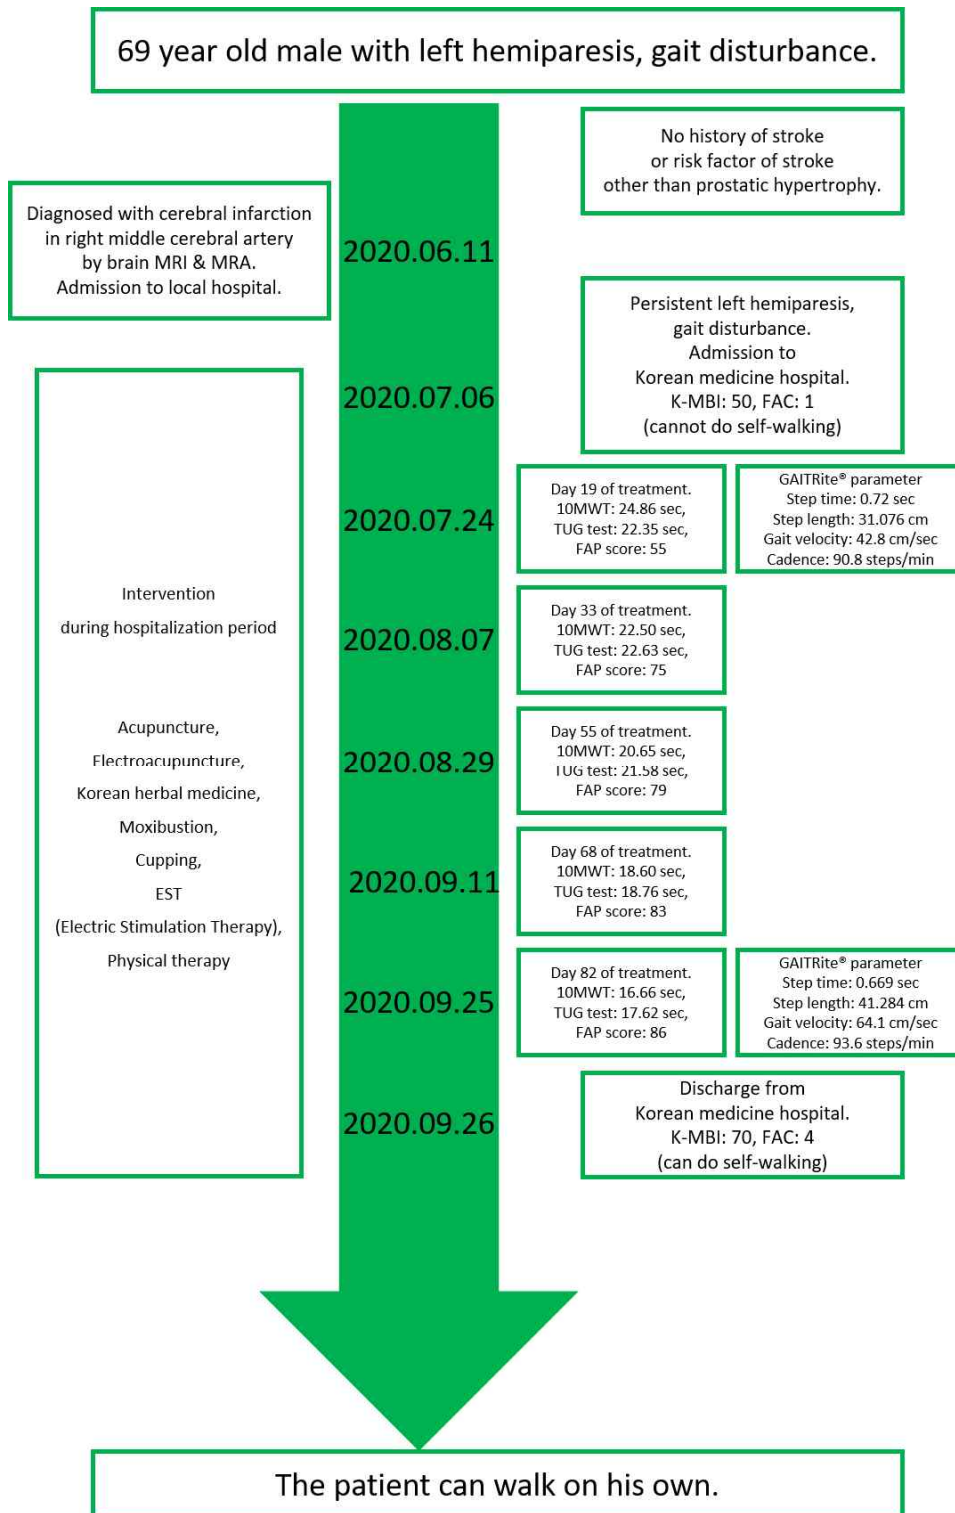 69 year old male with left hemiparesis, gait disturbance.
No history of stroke
or risk factor of stroke
other than prostatic hypertrophy.
Diagnosed with cerebral infarction
in right middle cerebral artery
by brain MRI & MRA.
Admission to local hospital.
2020.06.11
Persistent left hemiparesis,
gait disturbance.
Admission to
Korean medicine hospital.
K-MBI: 50, FAC: 1
(cannot do self-walking)
2020.07.06
Intervention
during hospitalization period
Acupuncture,
Electroacupuncture,
Korean herbal medicine,
Moxibustion,
Cupping,
EST
(Electric Stimulation Therapy),
Physical therapy
2020.07.24
Day 19 of treatment.
10MWT: 24.86 sec,
TUG test: 22.35 sec,
FAP score: 55
GAITRite® parameter
Step time: 0.72 sec
Step length: 31.076 cm
Gait velocity: 42.8 cm/sec
Cadence: 90.8 steps/min
2020.08.07
Day 33 of treatment.
10MWT: 22.50 sec,
TUG test: 22.63 sec,
FAP score: 75
2020.08.29
Day 55 of treatment.
10MWT: 20.65 sec,
TUG test: 21.58 sec,
FAP score: 79
2020.09.11
Day 68 of treatment.
10MWT: 18.60 sec,
TUG test: 18.76 sec,
FAP score: 83
2020.09.25
Day 82 of treatment.
10MWT: 16.66 sec,
TUG test: 17.62 sec,
FAP score: 86
GAITRite® parameter
Step time: 0.669 sec
Step length: 41.284 cm
Gait velocity: 64.1 cm/sec
Cadence: 93.6 steps/min
2020.09.26
Discharge from
Korean medicine hospital.
K-MBI: 70, FAC: 4
(can do self-walking)
The patient can walk on his own.